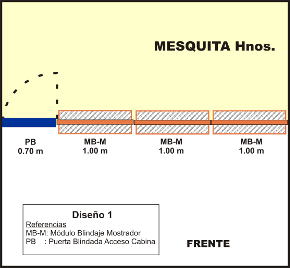 MESQUITA Hnos.
PB MB-M MB-M MB-M
0.70 m 1.00 m 1.00 m 1.00 m
Diseño 1
Referencias
MB-M: Módulo Blindaje Mostrador
PB : Puerta Blindada Acceso Cabina
FRENTE